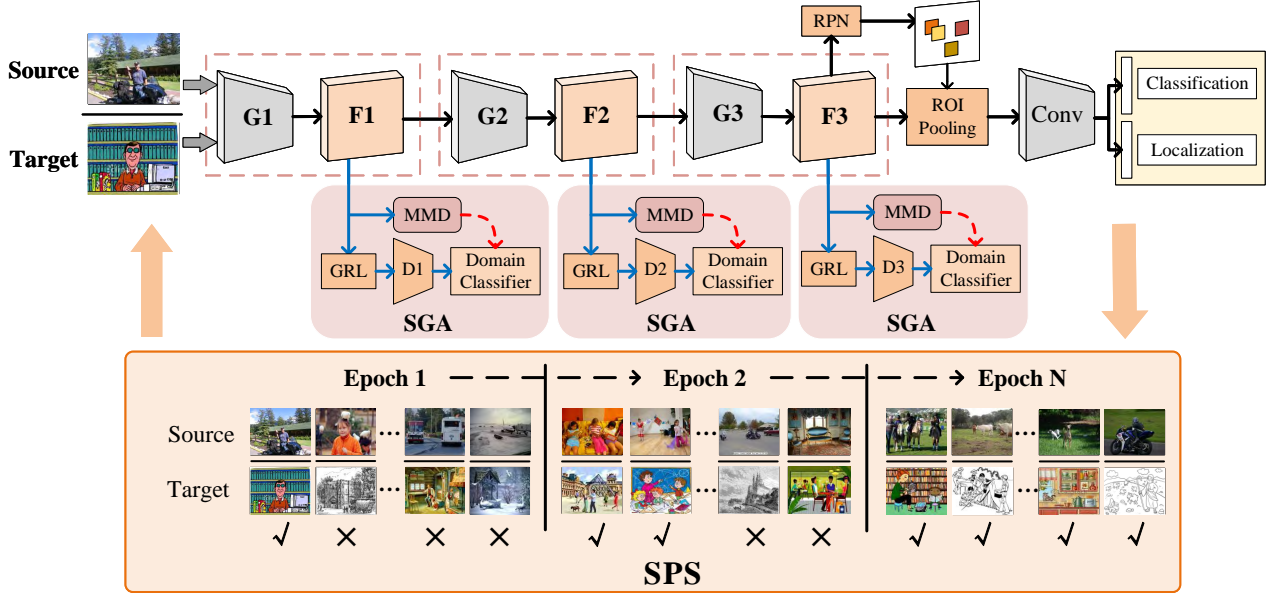 Source
Target
G1
F1
G2
F2
G3
F3
RPN
ROI
Pooling
Conv
Classification
Localization
MMD
GRL
D1
Domain
Classifier
SGA
MMD
GRL
D2
Domain
Classifier
SGA
MMD
GRL
D3
Domain
Classifier
SGA
Epoch 1
Epoch 2
Epoch N
Source
...
...
...
Target
...
...
...
SPS